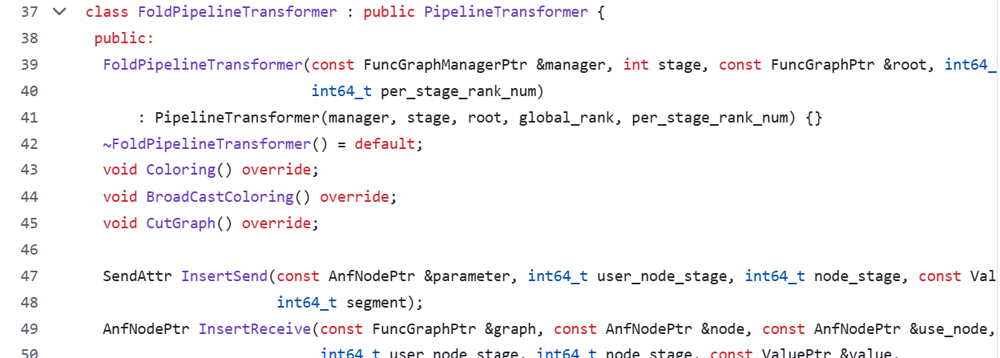 37 class FoldPipelineTransformer : public PipelineTransformer {
38 public:
39 FoldPipelineTransformer(const FuncGraphManagerPtr &manager, int stage, const FuncGraphPtr &root, int64_
40 int64_t per_stage_rank_num)
41 : PipelineTransformer(manager, stage, root, global_rank, per_stage_rank_num) {}
42 ~FoldPipelineTransformer() = default;
43 void Coloring() override;
44 void BroadCastColoring() override;
45 void CutGraph() override;
46
47 SendAttr InsertSend(const AnfNodePtr &parameter, int64_t user_node_stage, int64_t node_stage, const Val
48 int64_t segment);
49 AnfNodePtr InsertReceive(const FuncGraphPtr &graph, const AnfNodePtr &node, const AnfNodePtr &use_node,
50 int64_t user_node_stage, int64_t node_stage, const ValuePtr &value,